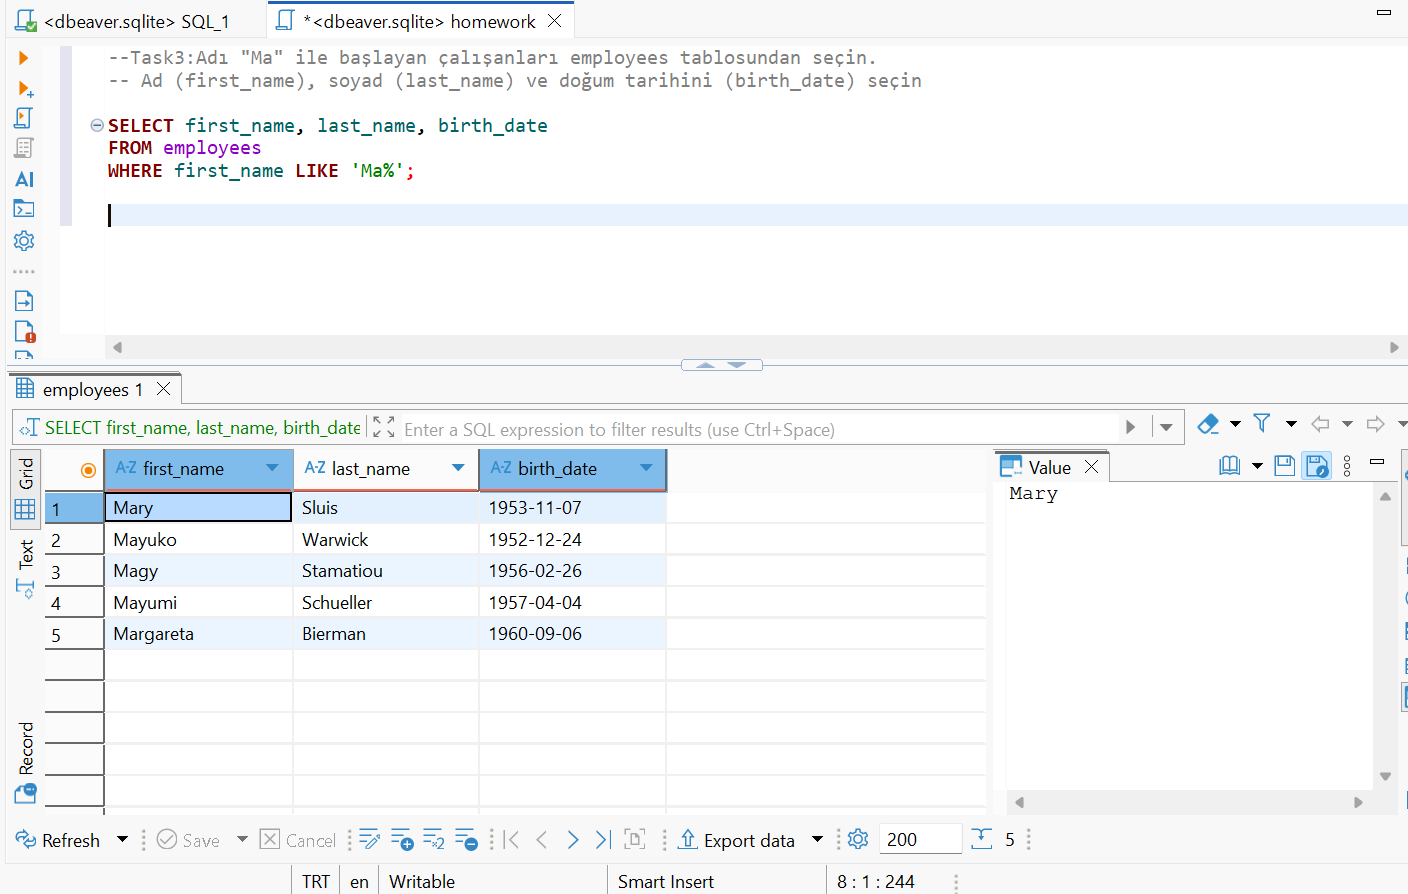 <dbeaver.sqlite> SQL_1
*<dbeaver.sqlite> homework
--Task3:Adı "Ma" ile başlayan çalışanları employees tablosundan seçin.
-- Ad (first_name), soyad (last_name) ve doğum tarihini (birth_date) seçin
SELECT first_name, last_name, birth_date
FROM employees
WHERE first_name LIKE 'Ma%';
AI
employees 1
SELECT first_name, last_name, birth_date
Enter a SQL expression to filter results (use Ctrl+Space)
Grid
Text
Record
A-Z first_name A-Z last_name A-Z birth_date
1 Mary Sluis 1953-11-07
2 Mayuko Warwick 1952-12-24
3 Magy Stamatiou 1956-02-26
4 Mayumi Schueller 1957-04-04
5 Margareta Bierman 1960-09-06
Value
Mary
Refresh Save Cancel Export data 200 5
TRT en Writable Smart Insert 8 : 1 : 244